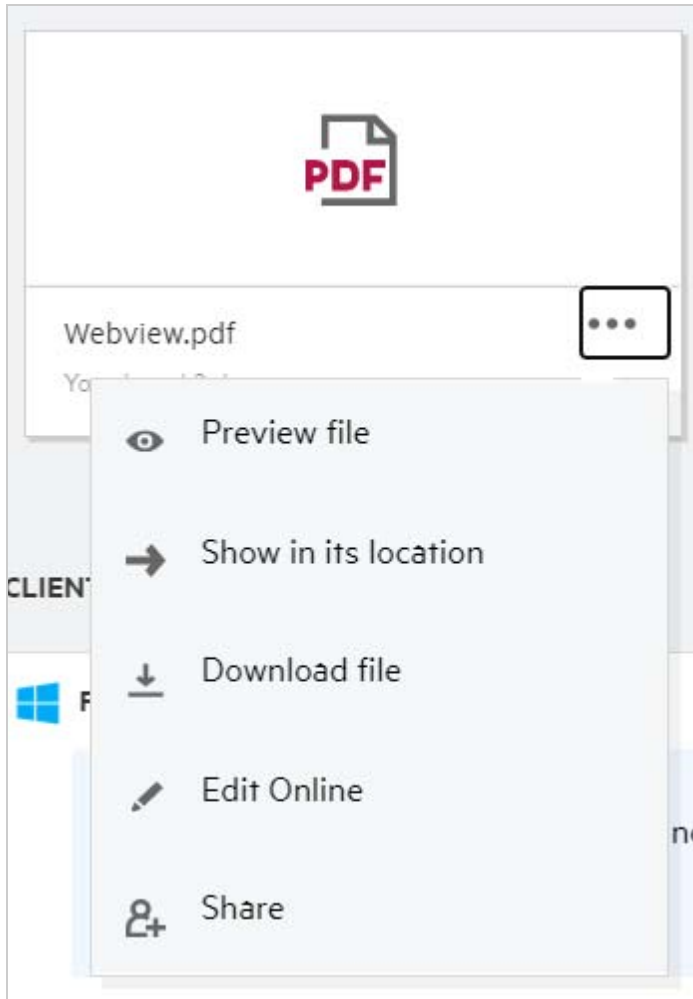 PDF
Webview.pdf
Preview file
Show in its location
CLIENT
Download file
Edit Online
Share